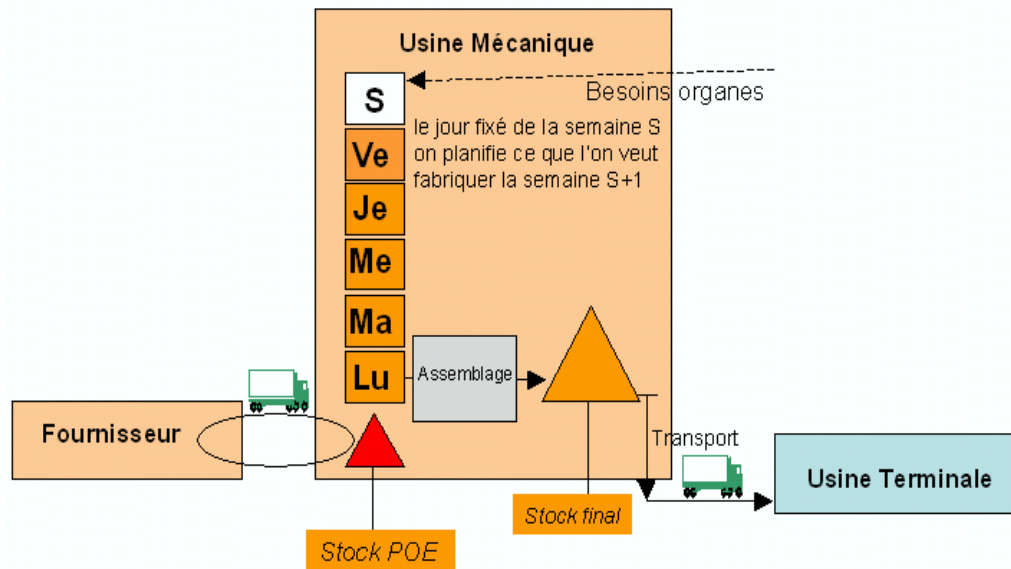 Usine Mécanique
S
Besoins organes
le jour fixé de la semaine S
on planifie ce que l'on veut
fabriquer la semaine S+1
Ve
Je
Me
Ma
Lu
Assemblage
Fournisseur
Transport
Usine Terminale
Stock final
Stock POE